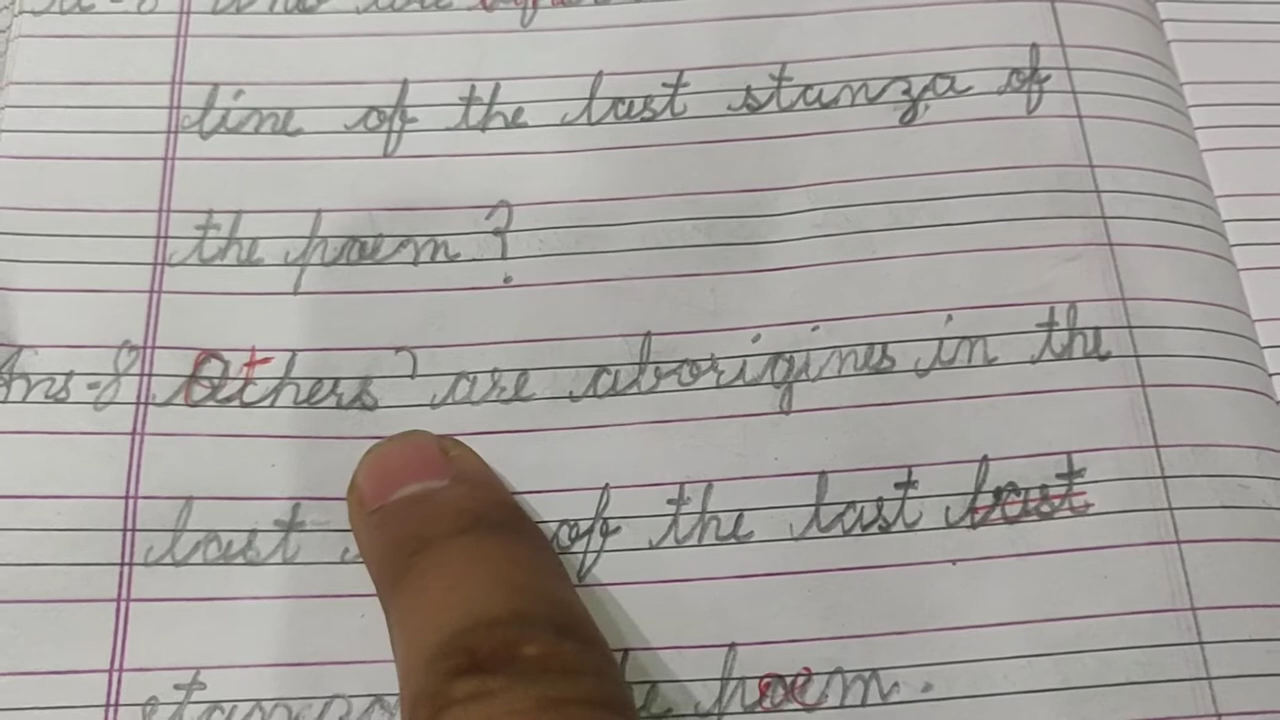 line of the last stanza of
the poem ?
Ans-8 Others' are aborigines in the
last of the last last
poem.